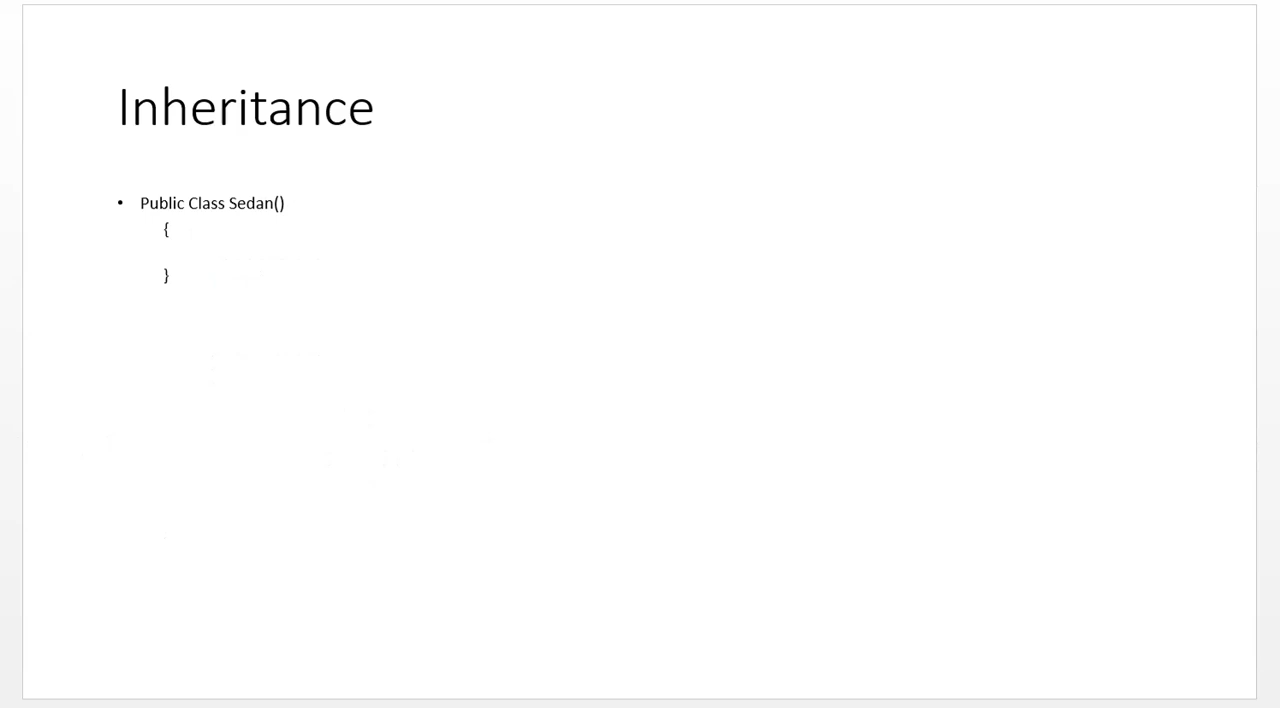 Inheritance
• Public Class Sedan()
{
}